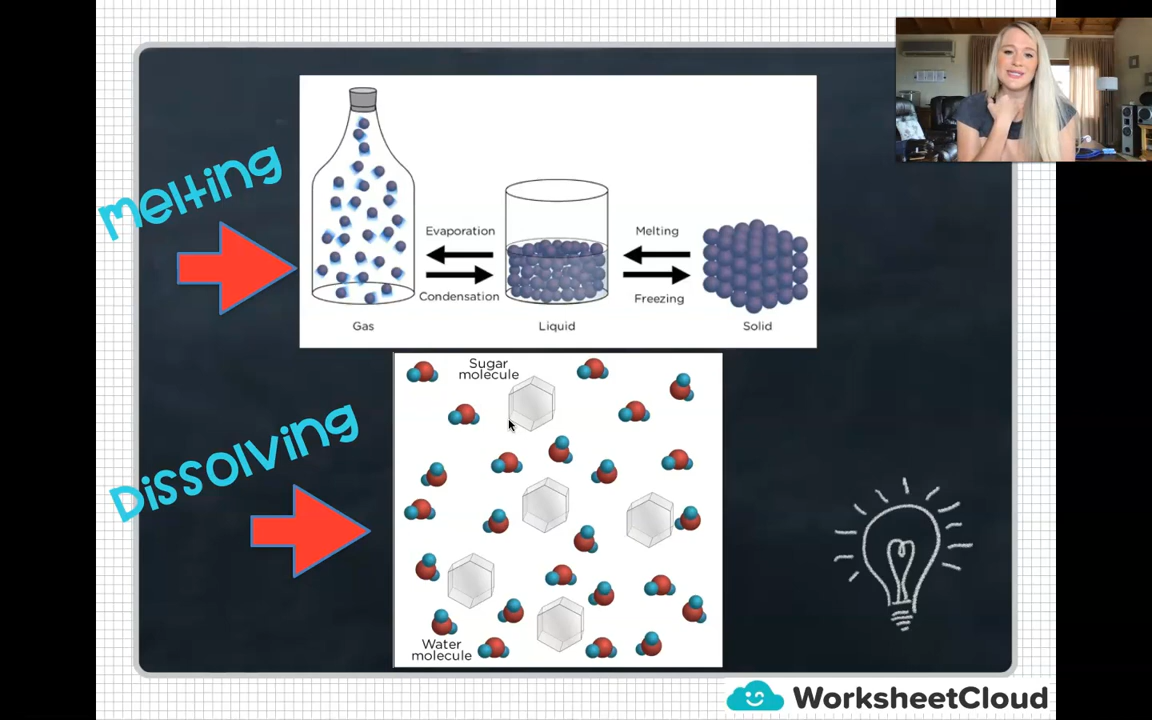 Melting
Evaporation
Melting
Condensation
Freezing
Gas
Liquid
Solid
Dissolving
Sugar
molecule
Water
molecule
WorksheetCloud